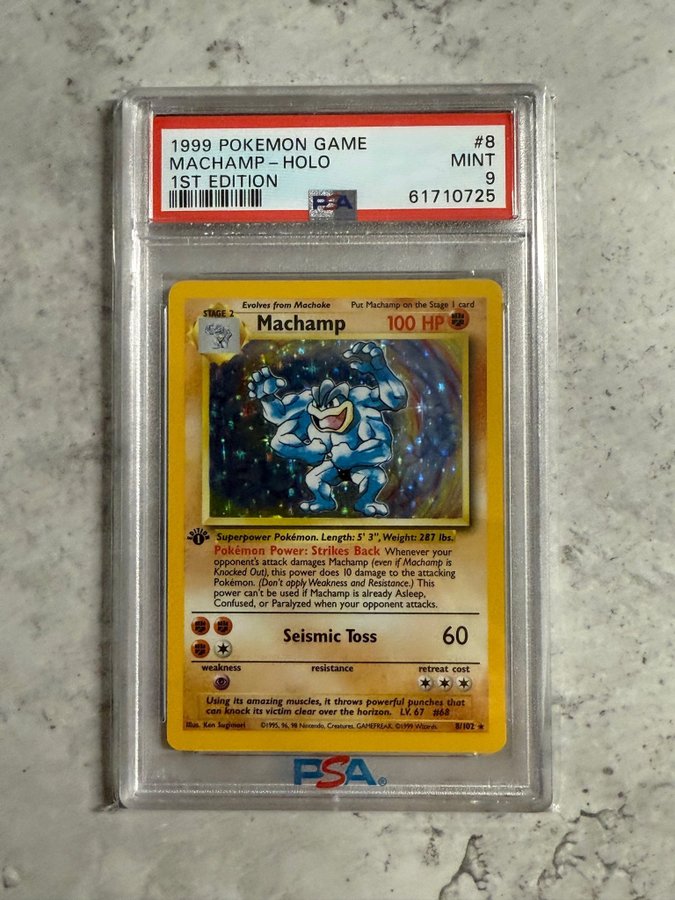 1999 POKEMON GAME #8
MACHAMP - HOLO MINT
1ST EDITION 9
PSA 61710725
Evolves from Machoke Put Machamp on the Stage 1 card
STAGE 2
Machamp 100 HP
EDITION
1
Superpower Pokémon. Length: 5' 3", Weight: 287 lbs.
Pokémon Power: Strikes Back Whenever your
opponent's attack damages Machamp (even if Machamp is
Knocked Out), this power does 10 damage to the attacking
Pokémon. (Don't apply Weakness and Resistance.) This
power can't be used if Machamp is already Asleep,
Confused, or Paralyzed when your opponent attacks.
Seismic Toss 60
weakness resistance retreat cost
Using its amazing muscles, it throws powerful punches that
can knock its victim clear over the horizon. LV. 67 #68
Illus. Ken Sugimori ©1995, 96, 98 Nintendo, Creatures, GAMEFREAK. ©1999 Wizards. 8/102 ★
PSA®